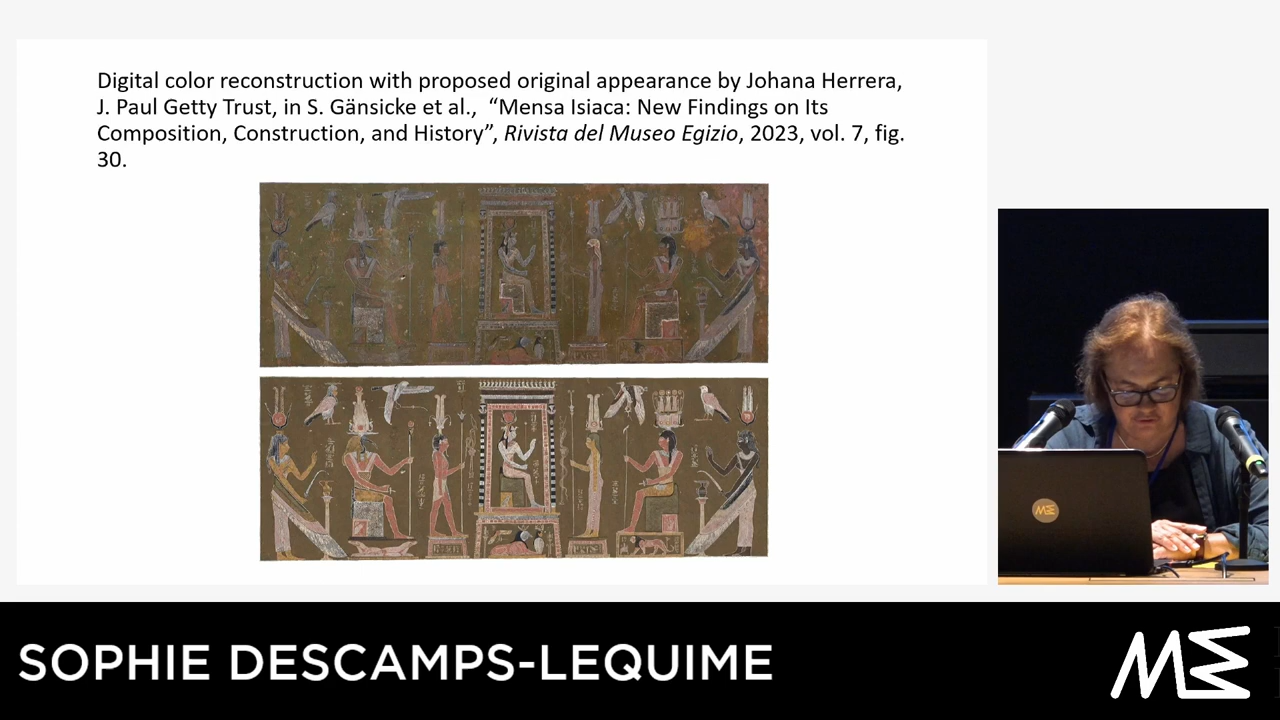 Digital color reconstruction with proposed original appearance by Johana Herrera,
J. Paul Getty Trust, in S. Gänsicke et al.,  “Mensa Isiaca: New Findings on Its
Composition, Construction, and History”, Rivista del Museo Egizio, 2023, vol. 7, fig.
30.
SOPHIE DESCAMPS-LEQUIME